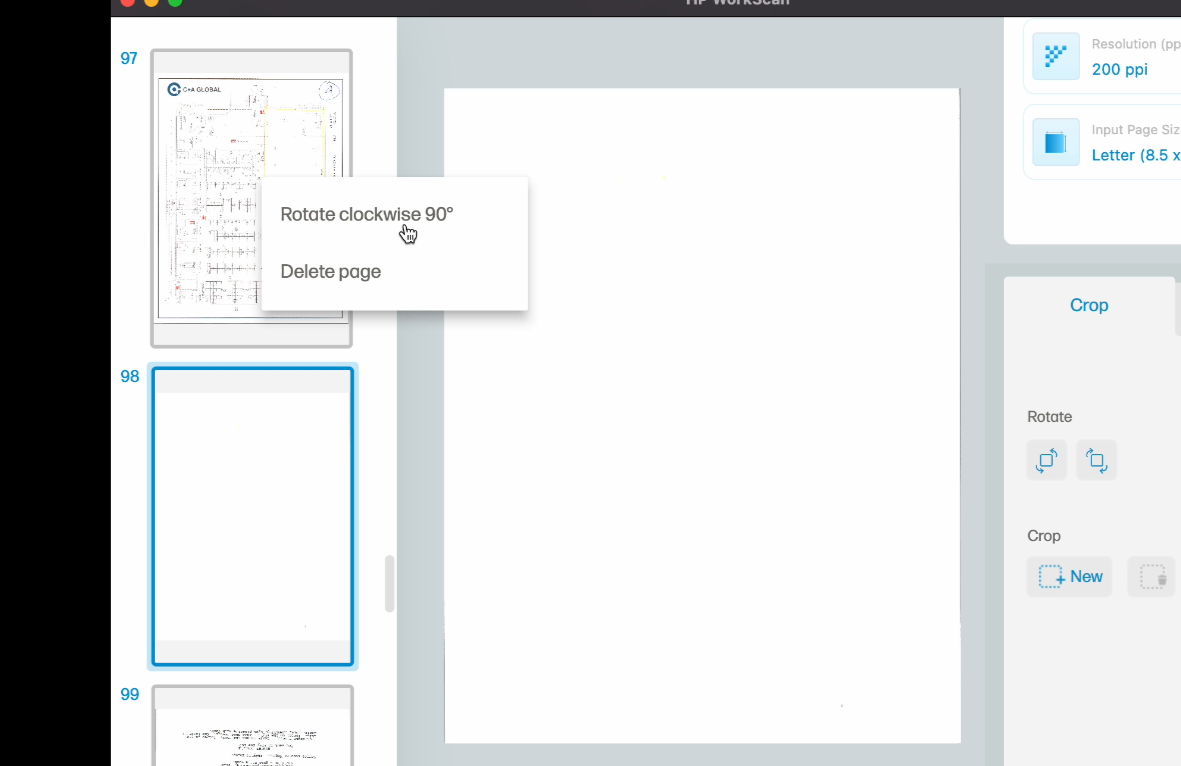 HP WorkScan
97
C+A GLOBAL
A
Rotate clockwise 90°
Delete page
98
99
Resolution (pp
200 ppi
Input Page Siz
Letter (8.5 x
Crop
Rotate
Crop
New